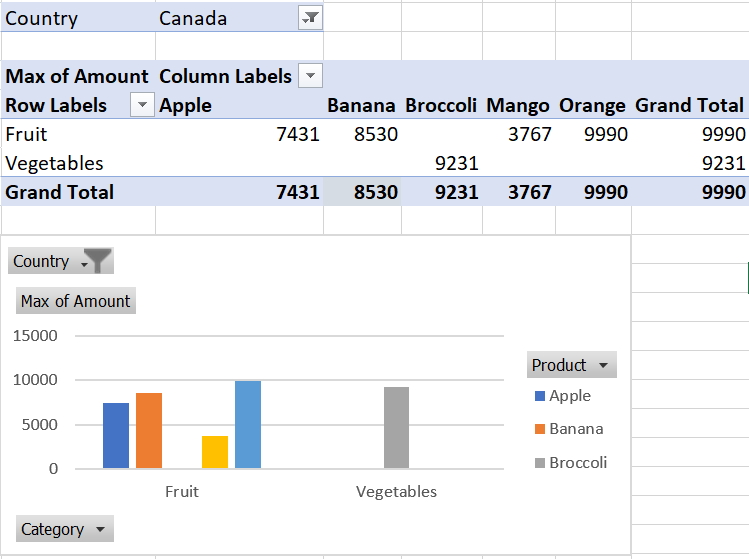 Country Canada
Max of Amount Column Labels
Row Labels Apple Banana Broccoli Mango Orange Grand Total
Fruit 7431 8530 3767 9990 9990
Vegetables 9231 9231
Grand Total 7431 8530 9231 3767 9990 9990
Country
Max of Amount
15000
10000
5000
0
Fruit Vegetables
Product
Apple
Banana
Broccoli
Category